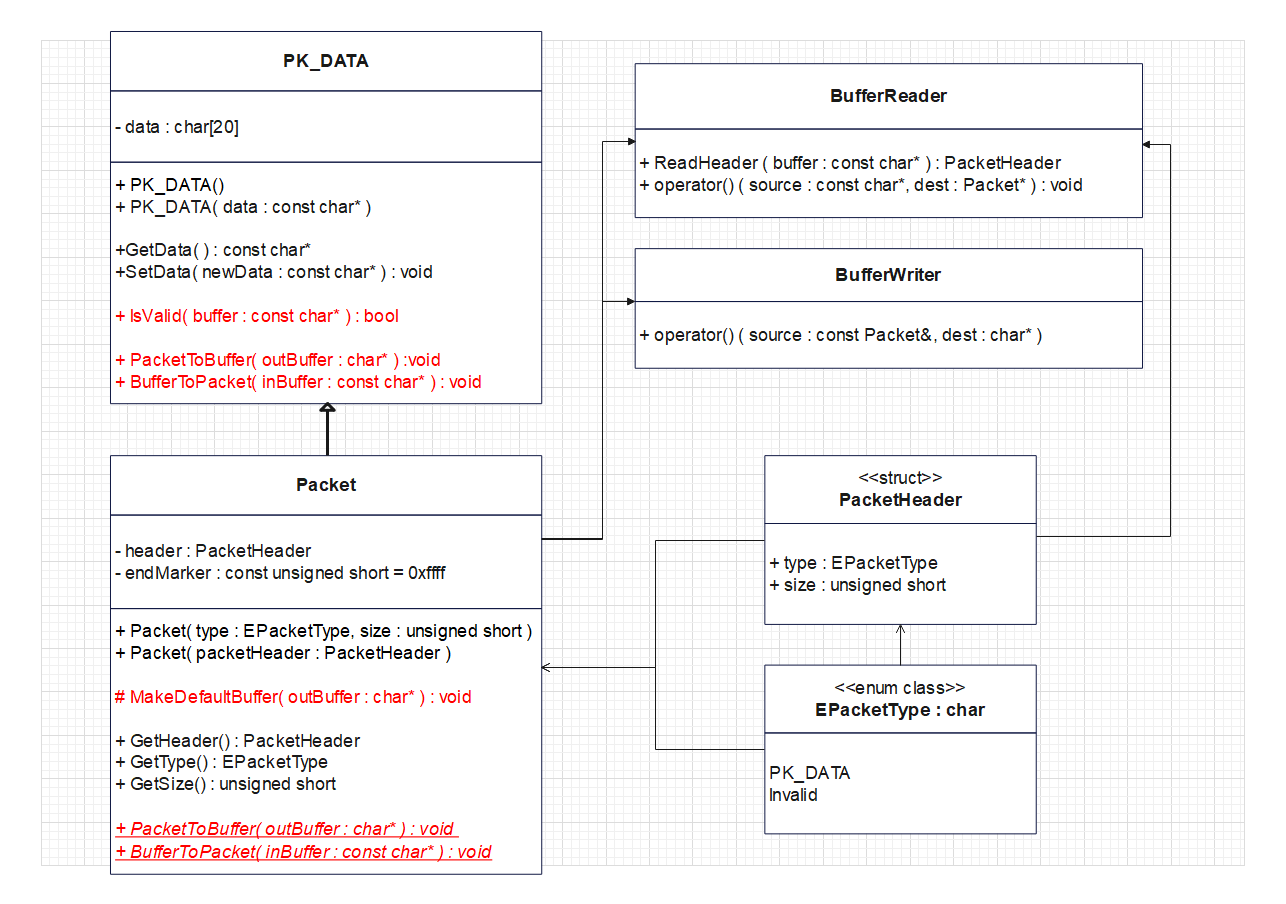 PK_DATA
- data : char[20]
+ PK_DATA()
+ PK_DATA( data : const char* )
+GetData( ) : const char*
+SetData( newData : const char* ) : void
+ IsValid( buffer : const char* ) : bool
+ PacketToBuffer( outBuffer : char* ) :void
+ BufferToPacket( inBuffer : const char* ) : void
BufferReader
+ ReadHeader ( buffer : const char* ) : PacketHeader
+ operator() ( source : const char*, dest : Packet* ) : void
BufferWriter
+ operator() ( source : const Packet&, dest : char* )
Packet
- header : PacketHeader
- endMarker : const unsigned short = 0xffff
+ Packet( type : EPacketType, size : unsigned short )
+ Packet( packetHeader : PacketHeader )
# MakeDefaultBuffer( outBuffer : char* ) : void
+ GetHeader() : PacketHeader
+ GetType() : EPacketType
+ GetSize() : unsigned short
+ PacketToBuffer( outBuffer : char* ) : void
+ BufferToPacket( inBuffer : const char* ) : void
<<struct>>
PacketHeader
+ type : EPacketType
+ size : unsigned short
<<enum class>>
EPacketType : char
PK_DATA
Invalid